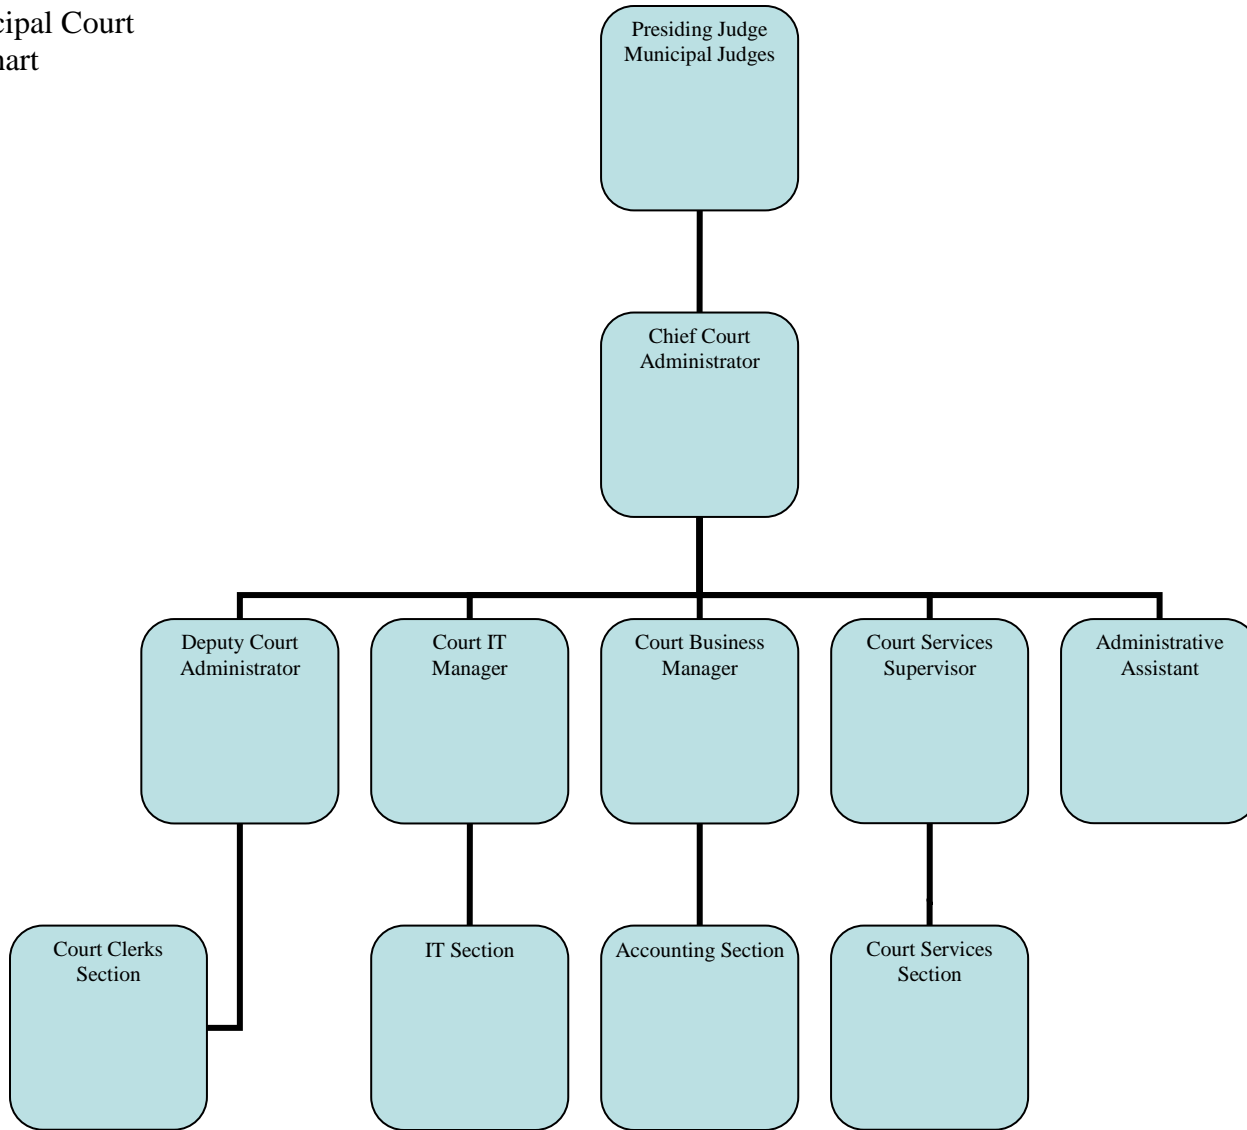 cipal Court
hart
Presiding Judge
Municipal Judges
Chief Court
Administrator
Deputy Court
Administrator
Court IT
Manager
Court Business
Manager
Court Services
Supervisor
Administrative
Assistant
Court Clerks
Section
IT Section
Accounting Section
Court Services
Section